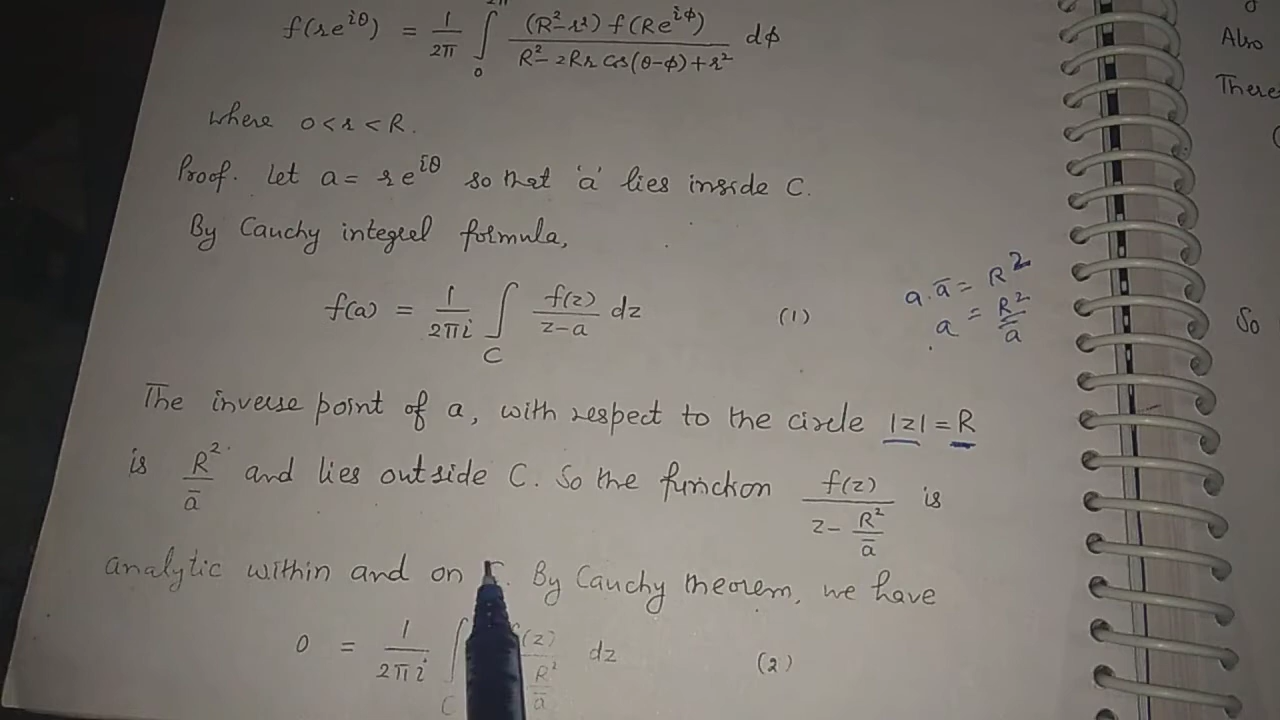 f(re^{iθ}) = 1/2π ∫_0 (R²-r²) f(Re^{iφ}) / R²-2Rr Cos(θ-φ)+r² dφ
where 0<r<R.
Proof. Let a = re^{iθ} so that 'a' lies inside C.
By Cauchy integral formula,
f(a) = 1/2πi ∫_C f(z)/z-a dz (1)
a.ā = R²
a = R²/ā
The inverse point of a, with respect to the circle |z| = R
is R²/ā and lies outside C. So the function f(z)/z- R²/ā is
analytic within and on By Cauchy theorem, we have
0 = 1/2πi ∫_C f(z)/R²/ā dz (2)
Also
There
So